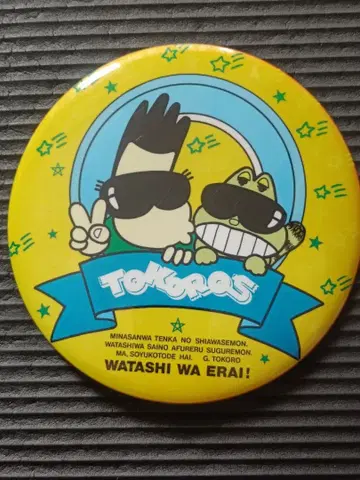 TOKOROS
MINASANWA TENKA NO SHIAWASEMON.
WATASHIWA SAINO AFURERU SUGUREMON.
MA, SOYUKOTODE HAI. G. TOKORO
WATASHI WA ERAI!